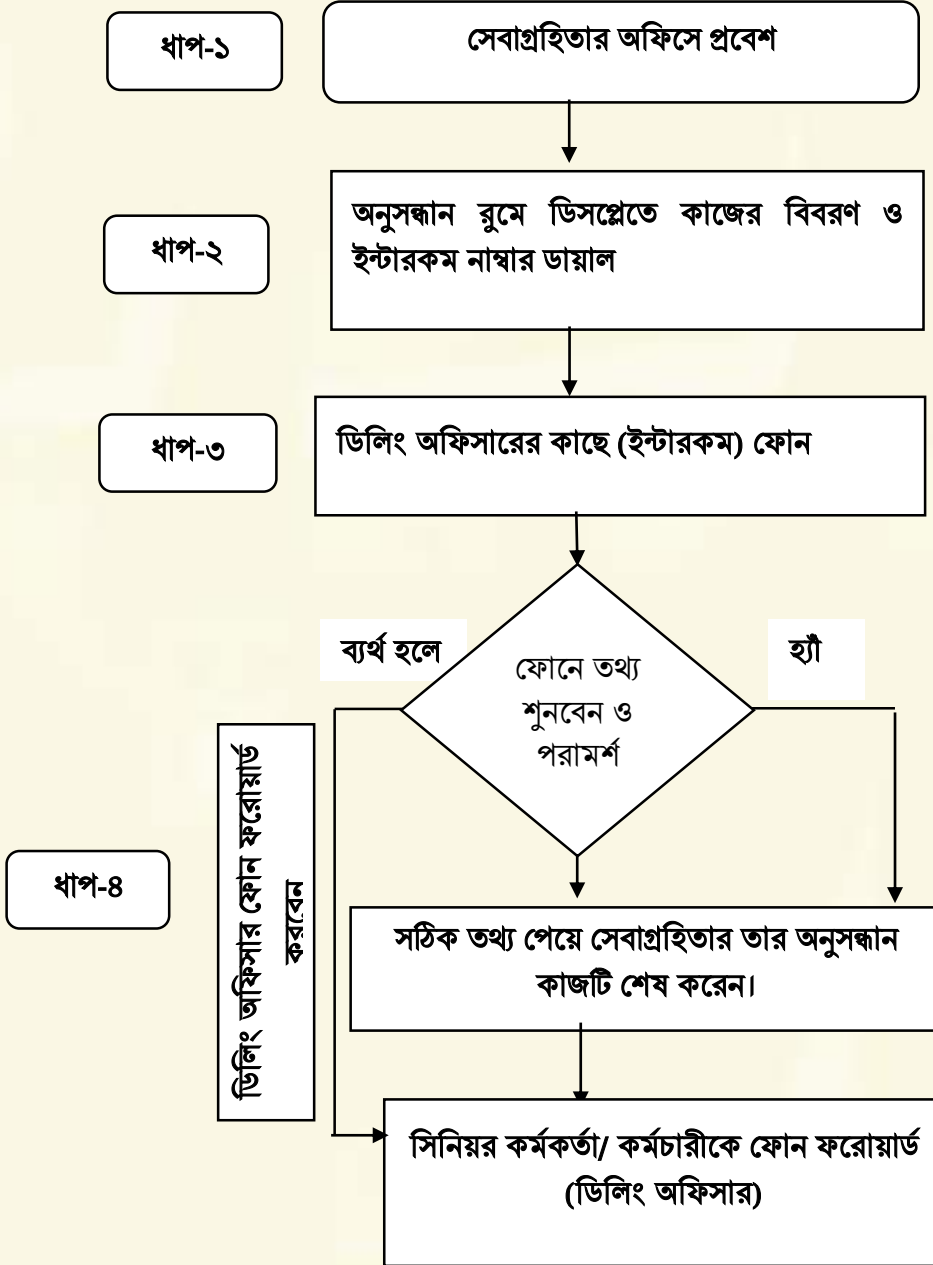 ধাপ-১
সেবাগ্রহিতার অফিসে প্রবেশ
ধাপ-২
অনুসন্ধান রুমে ডিসপ্লেতে কাজের বিবরণ ও
ইন্টারকম নাম্বার ডায়াল
ধাপ-৩
ডিলিং অফিসারের কাছে (ইন্টারকম) ফোন
ব্যর্থ হলে
হ্যাঁ
ফোনে তথ্য
শুনবেন ও
পরামর্শ
ডিলিং অফিসার ফোন ফরোয়ার্ড
করবেন
ধাপ-৪
সঠিক তথ্য পেয়ে সেবাগ্রহিতার তার অনুসন্ধান
কাজটি শেষ করেন।
সিনিয়র কর্মকর্তা/ কর্মচারীকে ফোন ফরোয়ার্ড
(ডিলিং অফিসার)